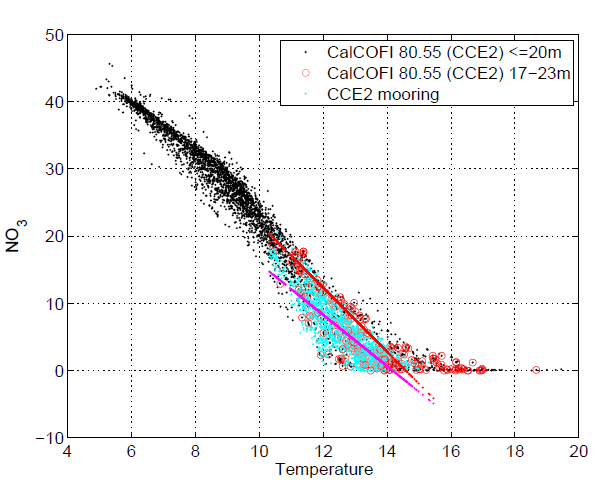 50
40
30
20
10
0
−10
NO3
CalCOFI 80.55 (CCE2) <=20m
CalCOFI 80.55 (CCE2) 17−23m
CCE2 mooring
4 6 8 10 12 14 16 18 20
Temperature